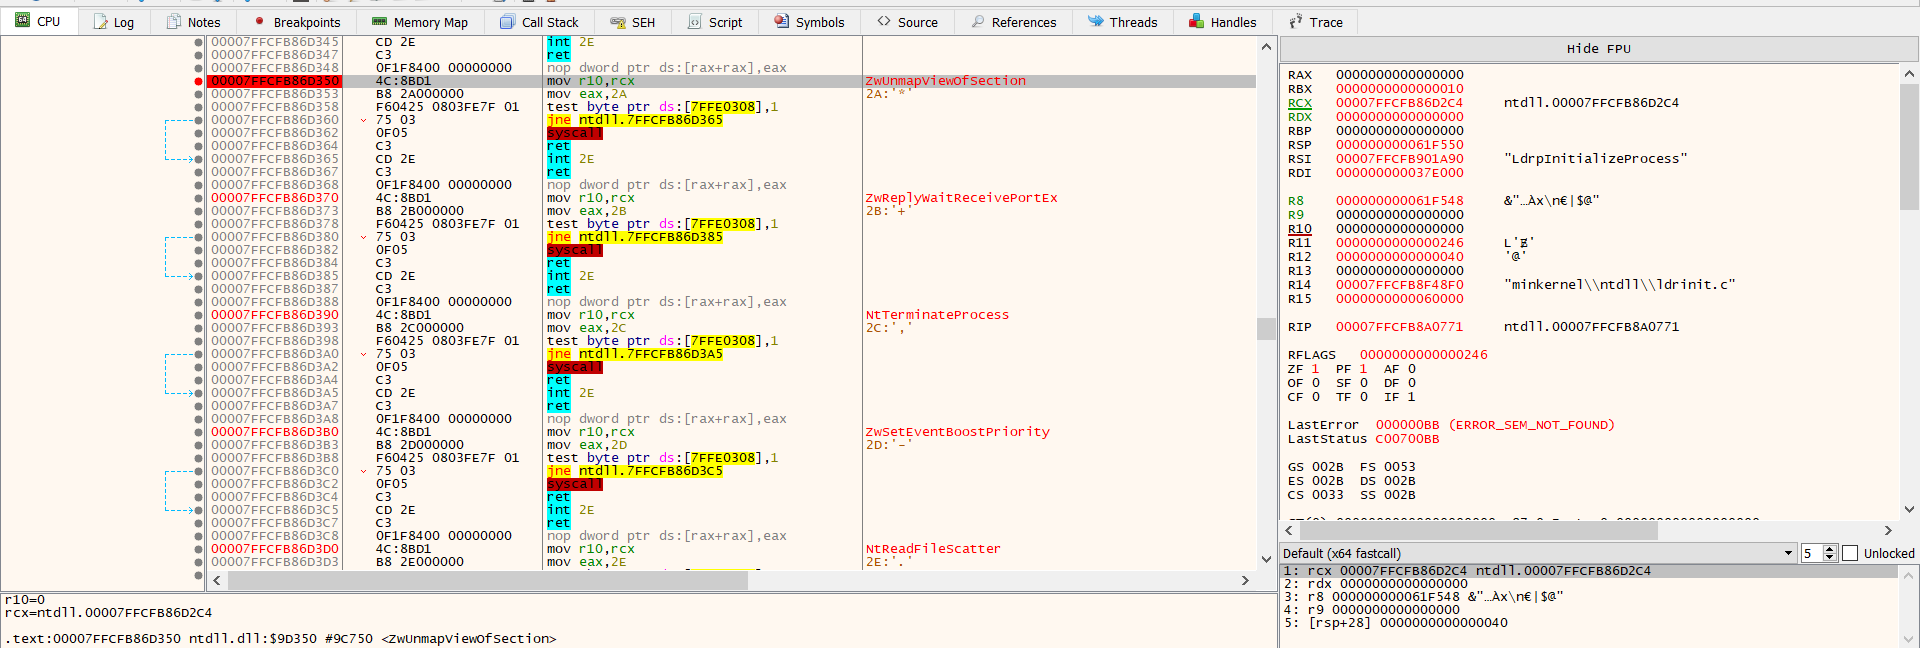 CPU Log Notes Breakpoints Memory Map Call Stack SEH Script Symbols Source References Threads Handles Trace
00007FFCFB86D345 CD 2E int 2E
00007FFCFB86D347 C3 ret
00007FFCFB86D348 0F1F8400 00000000 nop dword ptr ds:[rax+rax],eax
00007FFCFB86D350 4C:8BD1 mov r10,rcx ZwUnmapViewOfSection
00007FFCFB86D353 B8 2A000000 mov eax,2A 2A:'*'
00007FFCFB86D358 F60425 0803FE7F 01 test byte ptr ds:[7FFE0308],1
00007FFCFB86D360 75 03 jne ntdll.7FFCFB86D365
00007FFCFB86D362 0F05 syscall
00007FFCFB86D364 C3 ret
00007FFCFB86D365 CD 2E int 2E
00007FFCFB86D367 C3 ret
00007FFCFB86D368 0F1F8400 00000000 nop dword ptr ds:[rax+rax],eax
00007FFCFB86D370 4C:8BD1 mov r10,rcx ZwReplyWaitReceivePortEx
00007FFCFB86D373 B8 2B000000 mov eax,2B 2B:'+'
00007FFCFB86D378 F60425 0803FE7F 01 test byte ptr ds:[7FFE0308],1
00007FFCFB86D380 75 03 jne ntdll.7FFCFB86D385
00007FFCFB86D382 0F05 syscall
00007FFCFB86D384 C3 ret
00007FFCFB86D385 CD 2E int 2E
00007FFCFB86D387 C3 ret
00007FFCFB86D388 0F1F8400 00000000 nop dword ptr ds:[rax+rax],eax
00007FFCFB86D390 4C:8BD1 mov r10,rcx NtTerminateProcess
00007FFCFB86D393 B8 2C000000 mov eax,2C 2C:','
00007FFCFB86D398 F60425 0803FE7F 01 test byte ptr ds:[7FFE0308],1
00007FFCFB86D3A0 75 03 jne ntdll.7FFCFB86D3A5
00007FFCFB86D3A2 0F05 syscall
00007FFCFB86D3A4 C3 ret
00007FFCFB86D3A5 CD 2E int 2E
00007FFCFB86D3A7 C3 ret
00007FFCFB86D3A8 0F1F8400 00000000 nop dword ptr ds:[rax+rax],eax
00007FFCFB86D3B0 4C:8BD1 mov r10,rcx ZwSetEventBoostPriority
00007FFCFB86D3B3 B8 2D000000 mov eax,2D 2D:'-'
00007FFCFB86D3B8 F60425 0803FE7F 01 test byte ptr ds:[7FFE0308],1
00007FFCFB86D3C0 75 03 jne ntdll.7FFCFB86D3C5
00007FFCFB86D3C2 0F05 syscall
00007FFCFB86D3C4 C3 ret
00007FFCFB86D3C5 CD 2E int 2E
00007FFCFB86D3C7 C3 ret
00007FFCFB86D3C8 0F1F8400 00000000 nop dword ptr ds:[rax+rax],eax
00007FFCFB86D3D0 4C:8BD1 mov r10,rcx NtReadFileScatter
00007FFCFB86D3D3 B8 2E000000 mov eax,2E 2E:'.'
r10=0
rcx=ntdll.00007FFCFB86D2C4
.text:00007FFCFB86D350 ntdll.dll:$9D350 #9C750 <ZwUnmapViewOfSection>
Hide FPU
RAX 0000000000000000
RBX 0000000000000010
RCX 00007FFCFB86D2C4 ntdll.00007FFCFB86D2C4
RDX 0000000000000000
RBP 0000000000000000
RSP 000000000061F550
RSI 00007FFCFB901A90 "LdrpInitializeProcess"
RDI 000000000037E000
R8 000000000061F548 &"…Àx\n€|$@"
R9 0000000000000000
R10 0000000000000000
R11 0000000000000246
R12 0000000000000040 '@'
R13 0000000000000000
R14 00007FFCFB8F48F0 "minkernel\\ntdll\\ldrinit.c"
R15 0000000000060000
RIP 00007FFCFB8A0771 ntdll.00007FFCFB8A0771
RFLAGS 0000000000000246
ZF 1 PF 1 AF 0
OF 0 SF 0 DF 0
CF 0 TF 0 IF 1
LastError 000000BB (ERROR_SEM_NOT_FOUND)
LastStatus C00700BB
GS 002B FS 0053
ES 002B DS 002B
CS 0033 SS 002B
Default (x64 fastcall) 5 Unlocked
1: rcx 00007FFCFB86D2C4 ntdll.00007FFCFB86D2C4
2: rdx 0000000000000000
3: r8 000000000061F548 &"…Àx\n€|$@"
4: r9 0000000000000000
5: [rsp+28] 0000000000000040